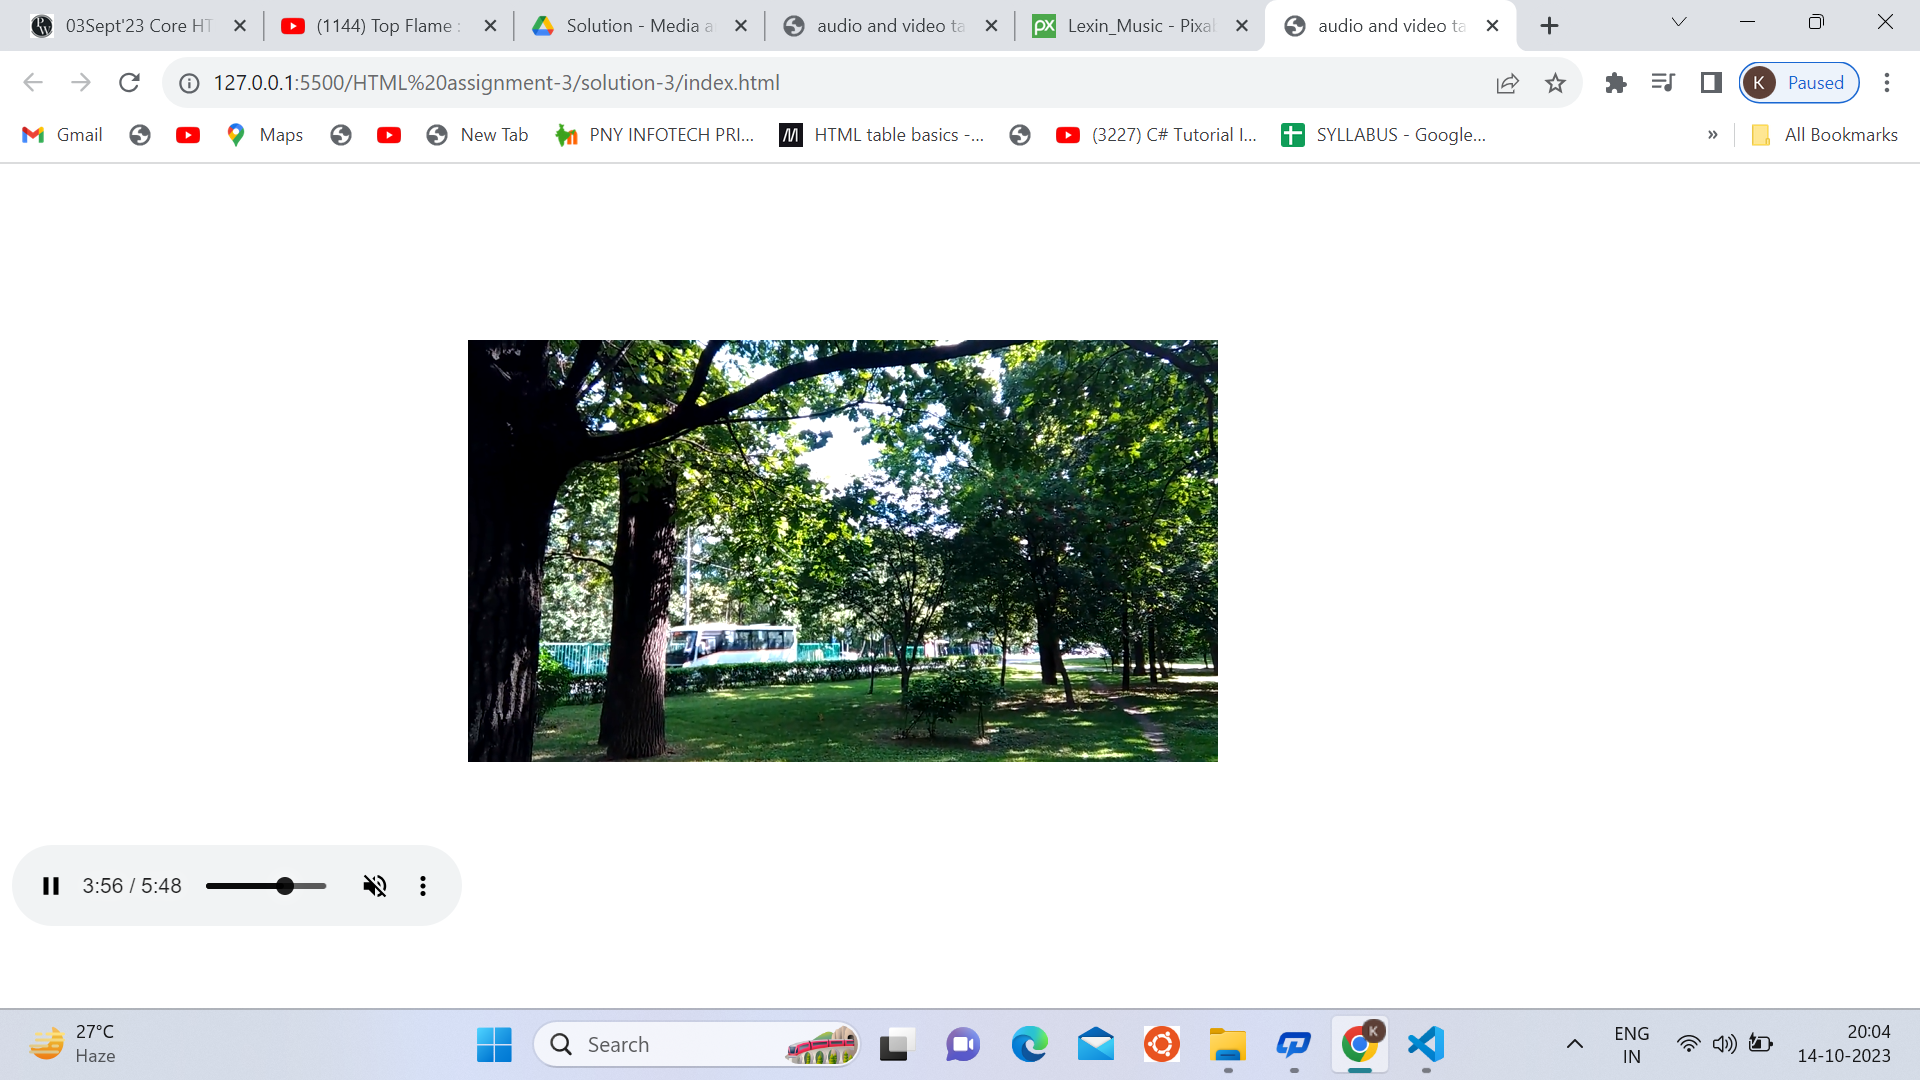 03Sept'23 Core HT
(1144) Top Flame
Solution - Media a
audio and video ta
Lexin_Music - Pixal
audio and video ta
127.0.0.1:5500/HTML%20assignment-3/solution-3/index.html
K Paused
Gmail
Maps
New Tab
PNY INFOTECH PRI...
HTML table basics -...
(3227) C# Tutorial I...
SYLLABUS - Google...
» All Bookmarks
3:56 / 5:48
27°C
Haze
Search
K
ENG
IN
20:04
14-10-2023